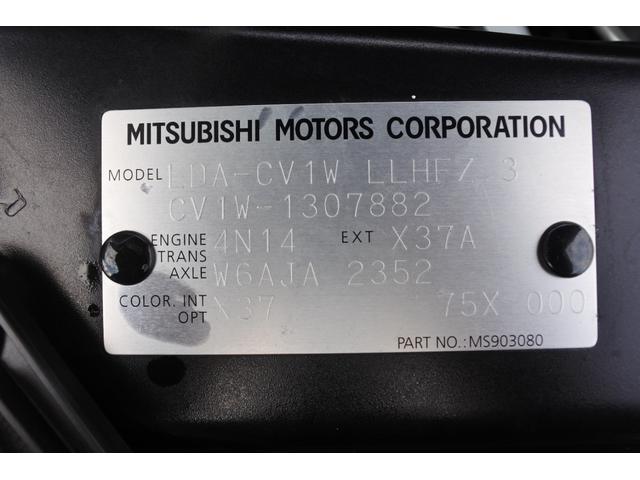 MITSUBISHI MOTORS CORPORATION
MODEL LDA-CV1W LLHFZ 3
CV1W-1307882
ENGINE 4N14 EXT X37A
TRANS
AXLE W6AJA 2352
COLOR. INT X37 75X 000
OPT
PART NO.:MS903080